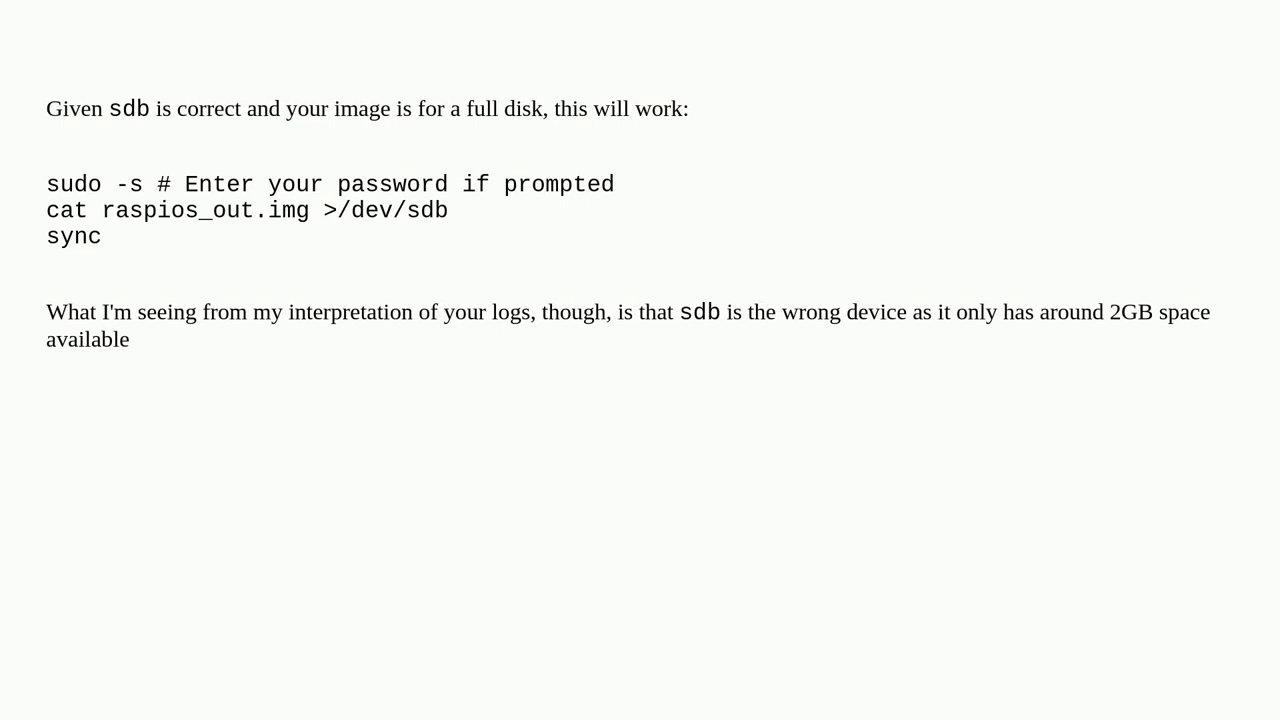 Given sdb is correct and your image is for a full disk, this will work:
sudo -s # Enter your password if prompted
cat raspios_out.img >/dev/sdb
sync
What I'm seeing from my interpretation of your logs, though, is that sdb is the wrong device as it only has around 2GB space
available